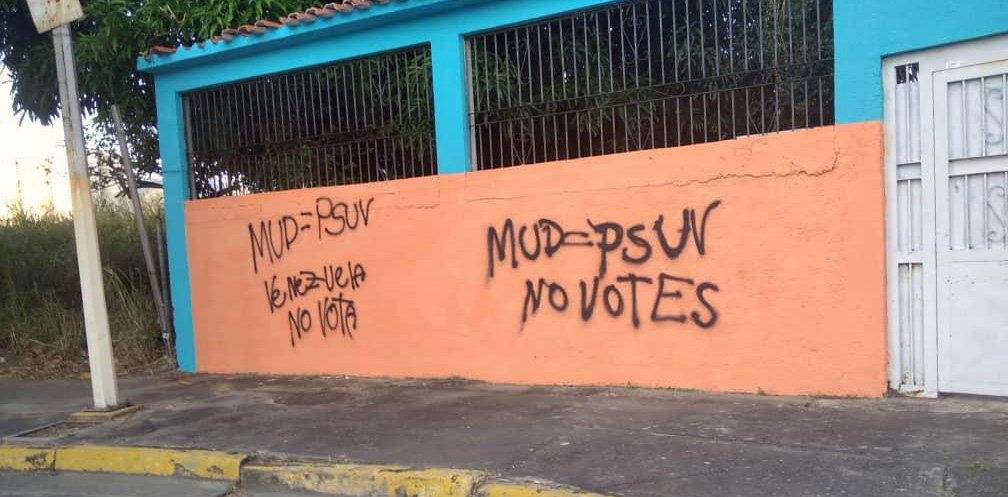 MUD=PSUV
VENEZUELA
NO VOTA
MUD=PSUV
NO VOTES